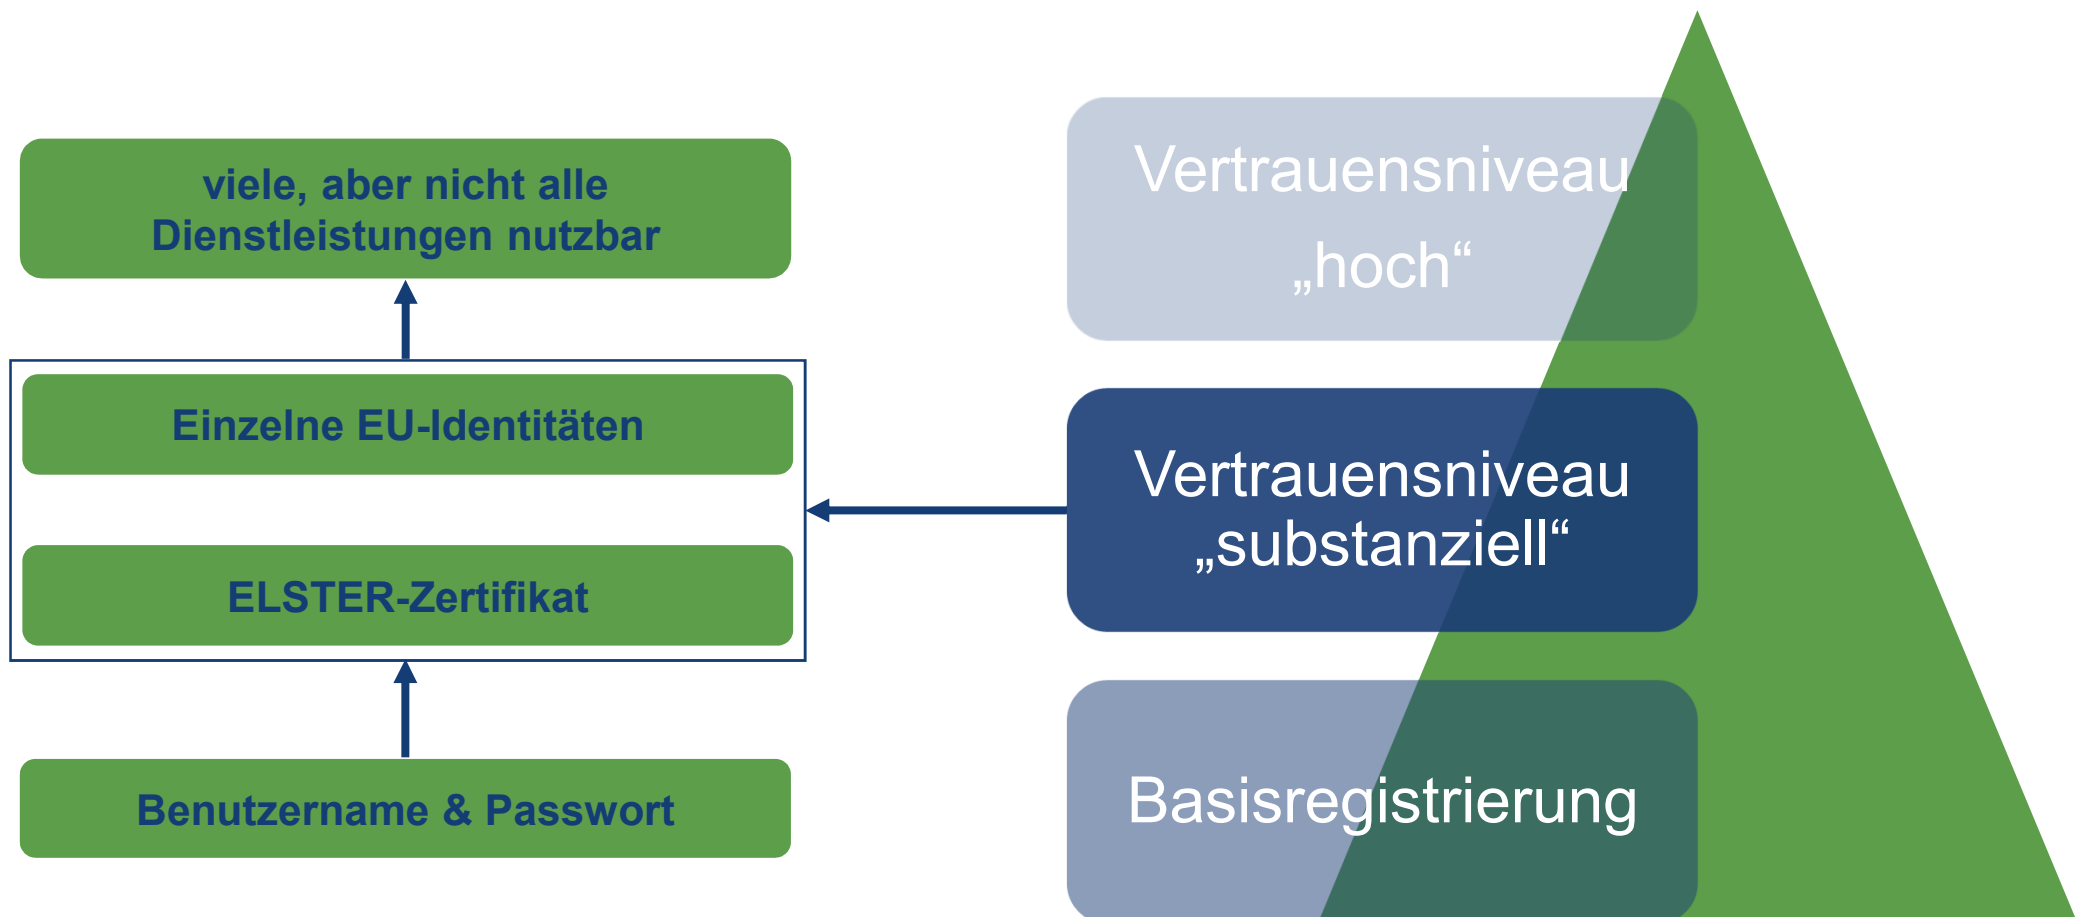 viele, aber nicht alle
Dienstleistungen nutzbar
Einzelne EU-Identitäten
ELSTER-Zertifikat
Benutzername & Passwort
Vertrauensniveau
„hoch“
Vertrauensniveau
„substanziell“
Basisregistrierung